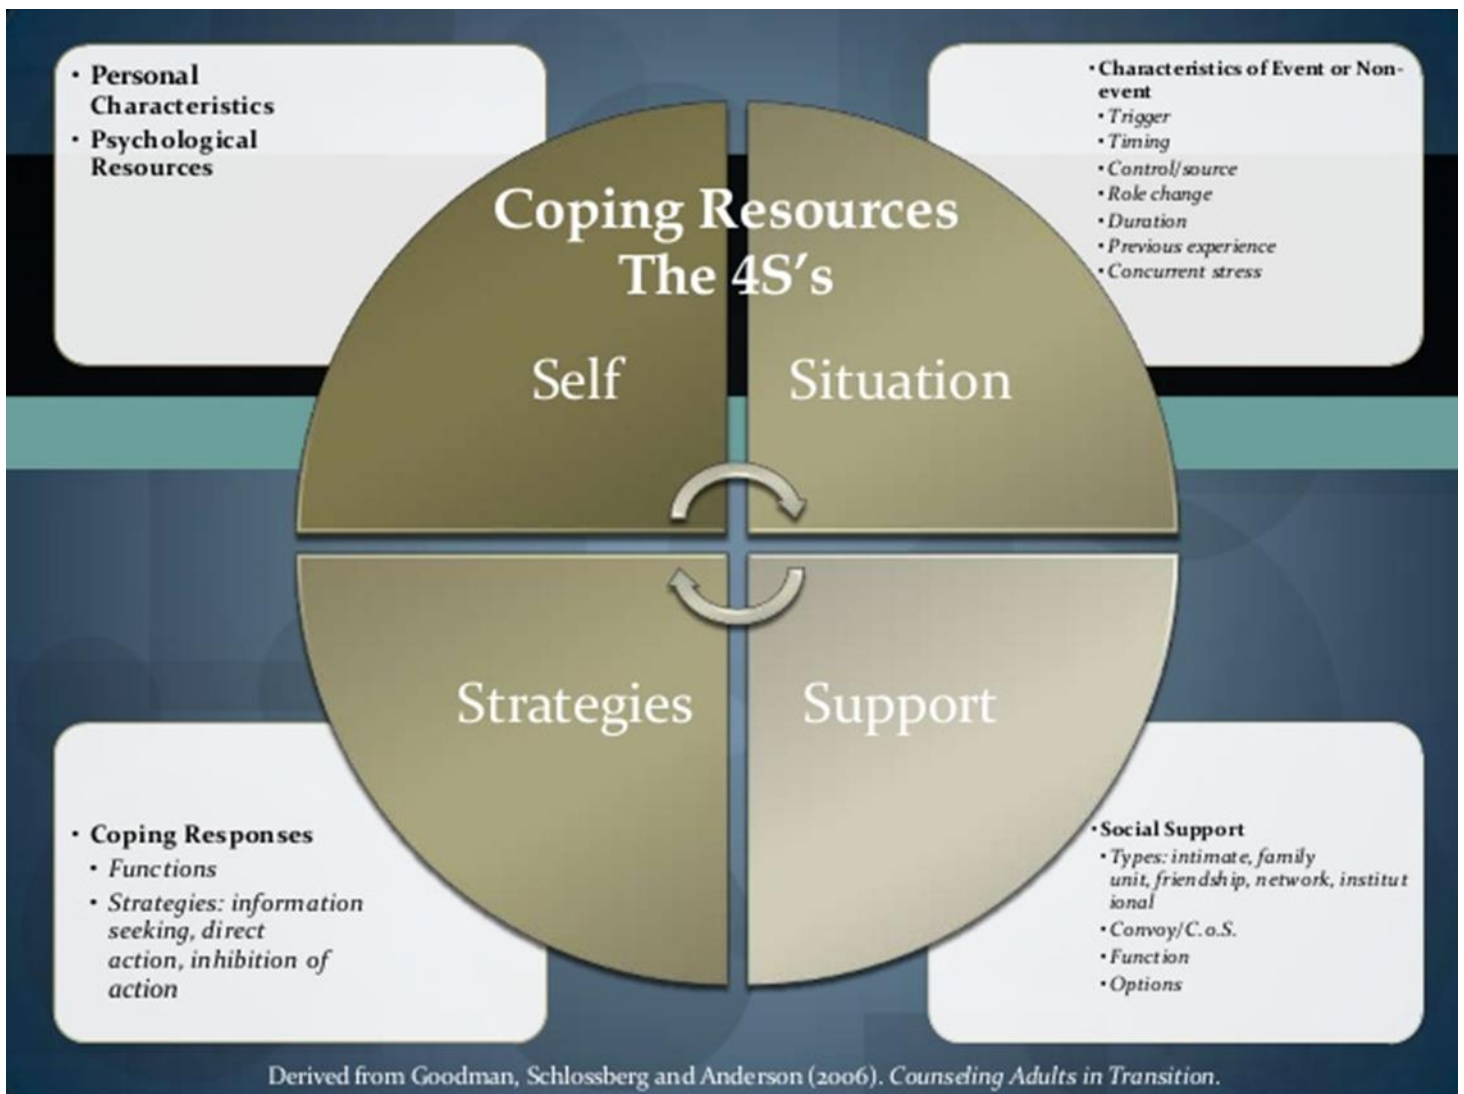 • Personal
Characteristics
• Psychological
Resources
• Characteristics of Event or Non-
event
• Trigger
• Timing
• Control/source
• Role change
• Duration
• Previous experience
• Concurrent stress
Coping Resources
The 4S’s
Self
Situation
Strategies
Support
• Coping Responses
• Functions
• Strategies: information
seeking, direct
action, inhibition of
action
• Social Support
• Types: intimate, family
unit, friendship, network, institut
ional
• Convoy/C.o.S.
• Function
• Options
Derived from Goodman, Schlossberg and Anderson (2006). Counseling Adults in Transition.